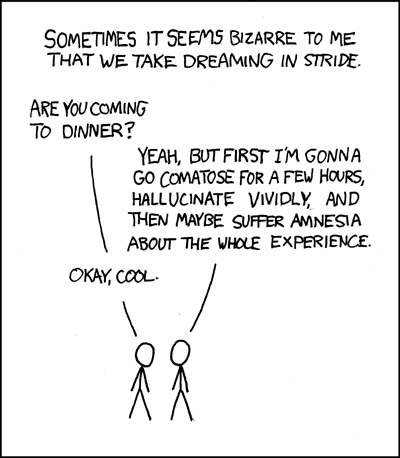 SOMETIMES IT SEEMS BIZARRE TO ME
THAT WE TAKE DREAMING IN STRIDE.
ARE YOU COMING
TO DINNER?
YEAH, BUT FIRST I'M GONNA
GO COMATOSE FOR A FEW HOURS,
HALLUCINATE VIVIDLY, AND
THEN MAYBE SUFFER AMNESIA
ABOUT THE WHOLE EXPERIENCE.
OKAY, COOL.